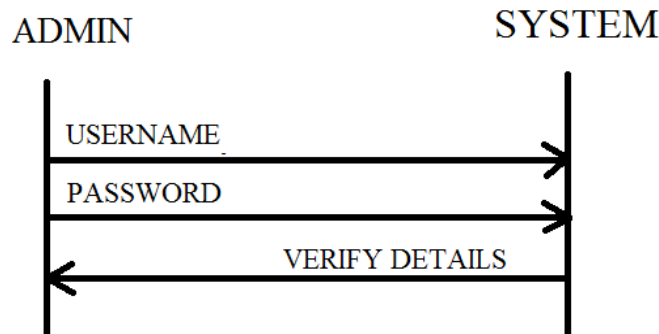 ADMIN
SYSTEM
USERNAME
PASSWORD
VERIFY DETAILS